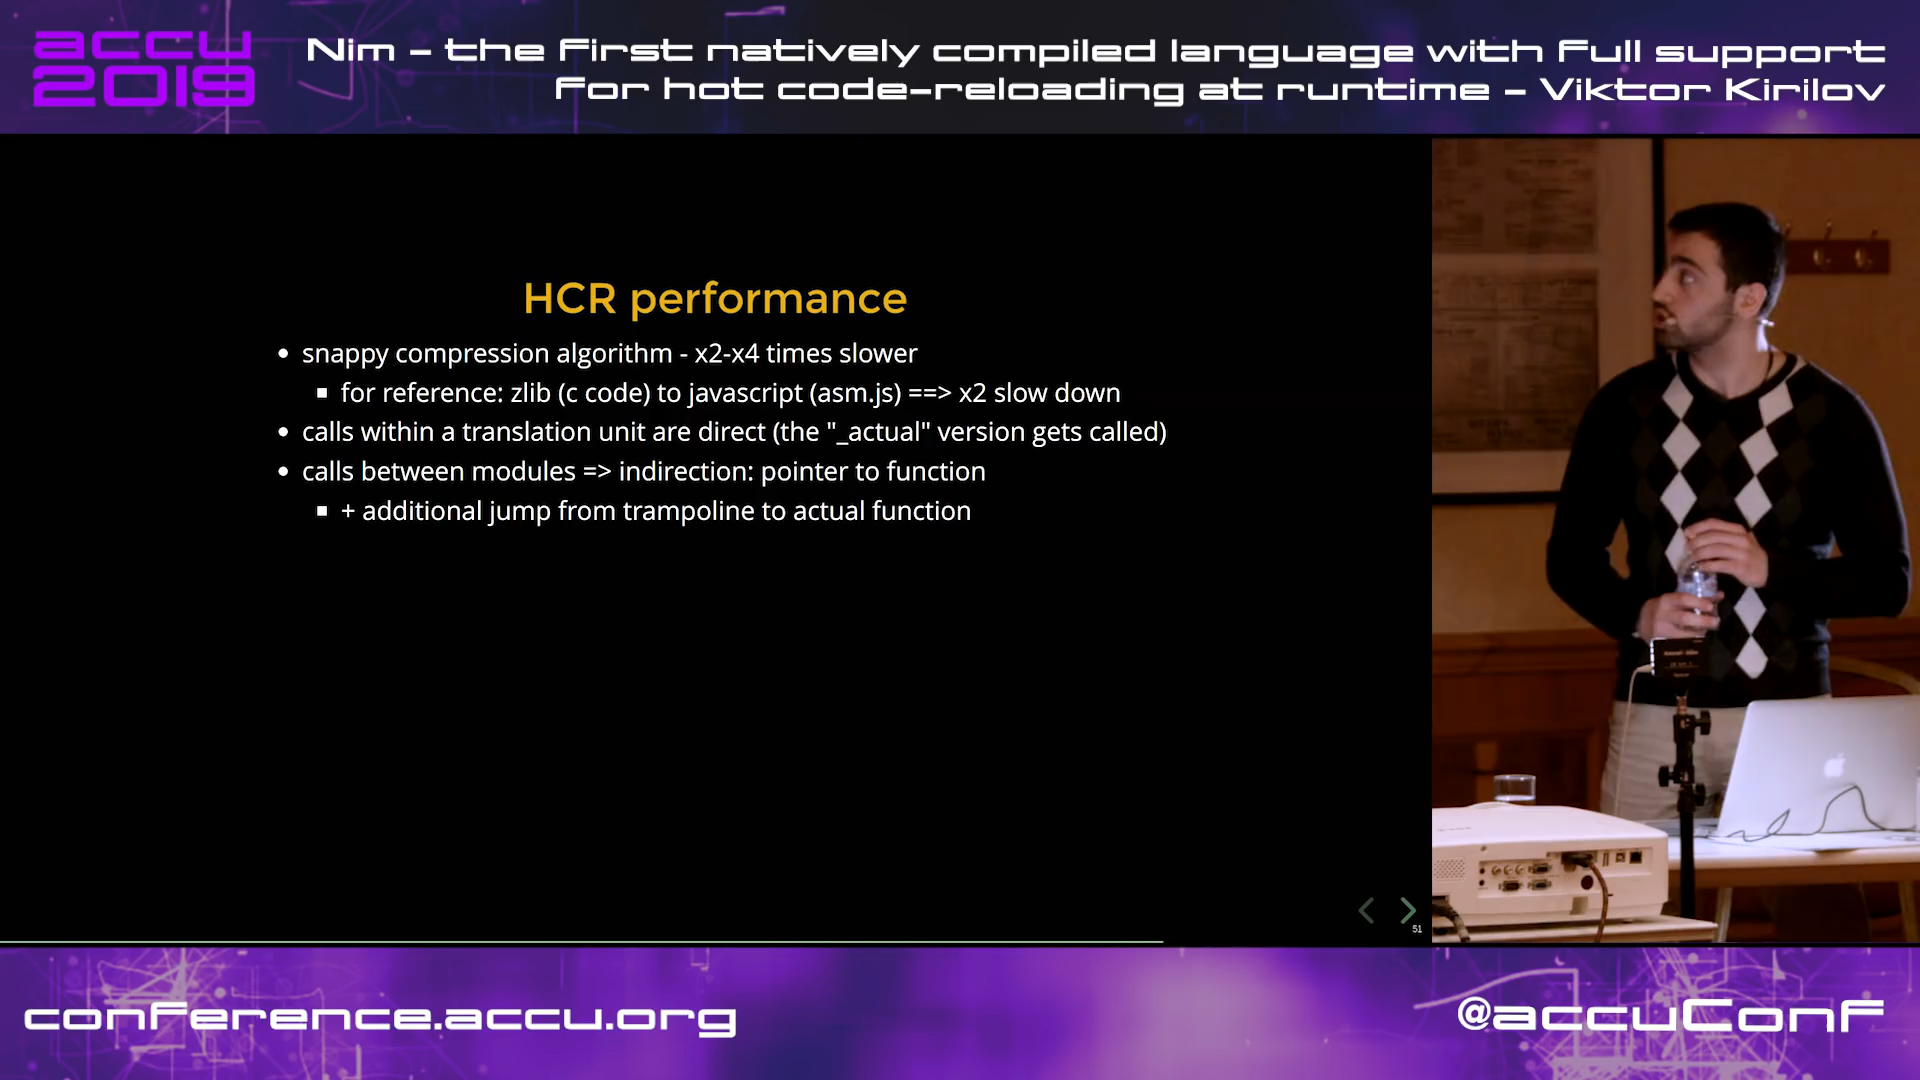 accu
2019
Nim – the first natively compiled language with full support
for hot code-reloading at runtime – Viktor Kirilov
HCR performance
snappy compression algorithm - x2-x4 times slower
for reference: zlib (c code) to javascript (asm.js) ==> x2 slow down
calls within a translation unit are direct (the "_actual" version gets called)
calls between modules => indirection: pointer to function
+ additional jump from trampoline to actual function
51
conference.accu.org
@accuConf